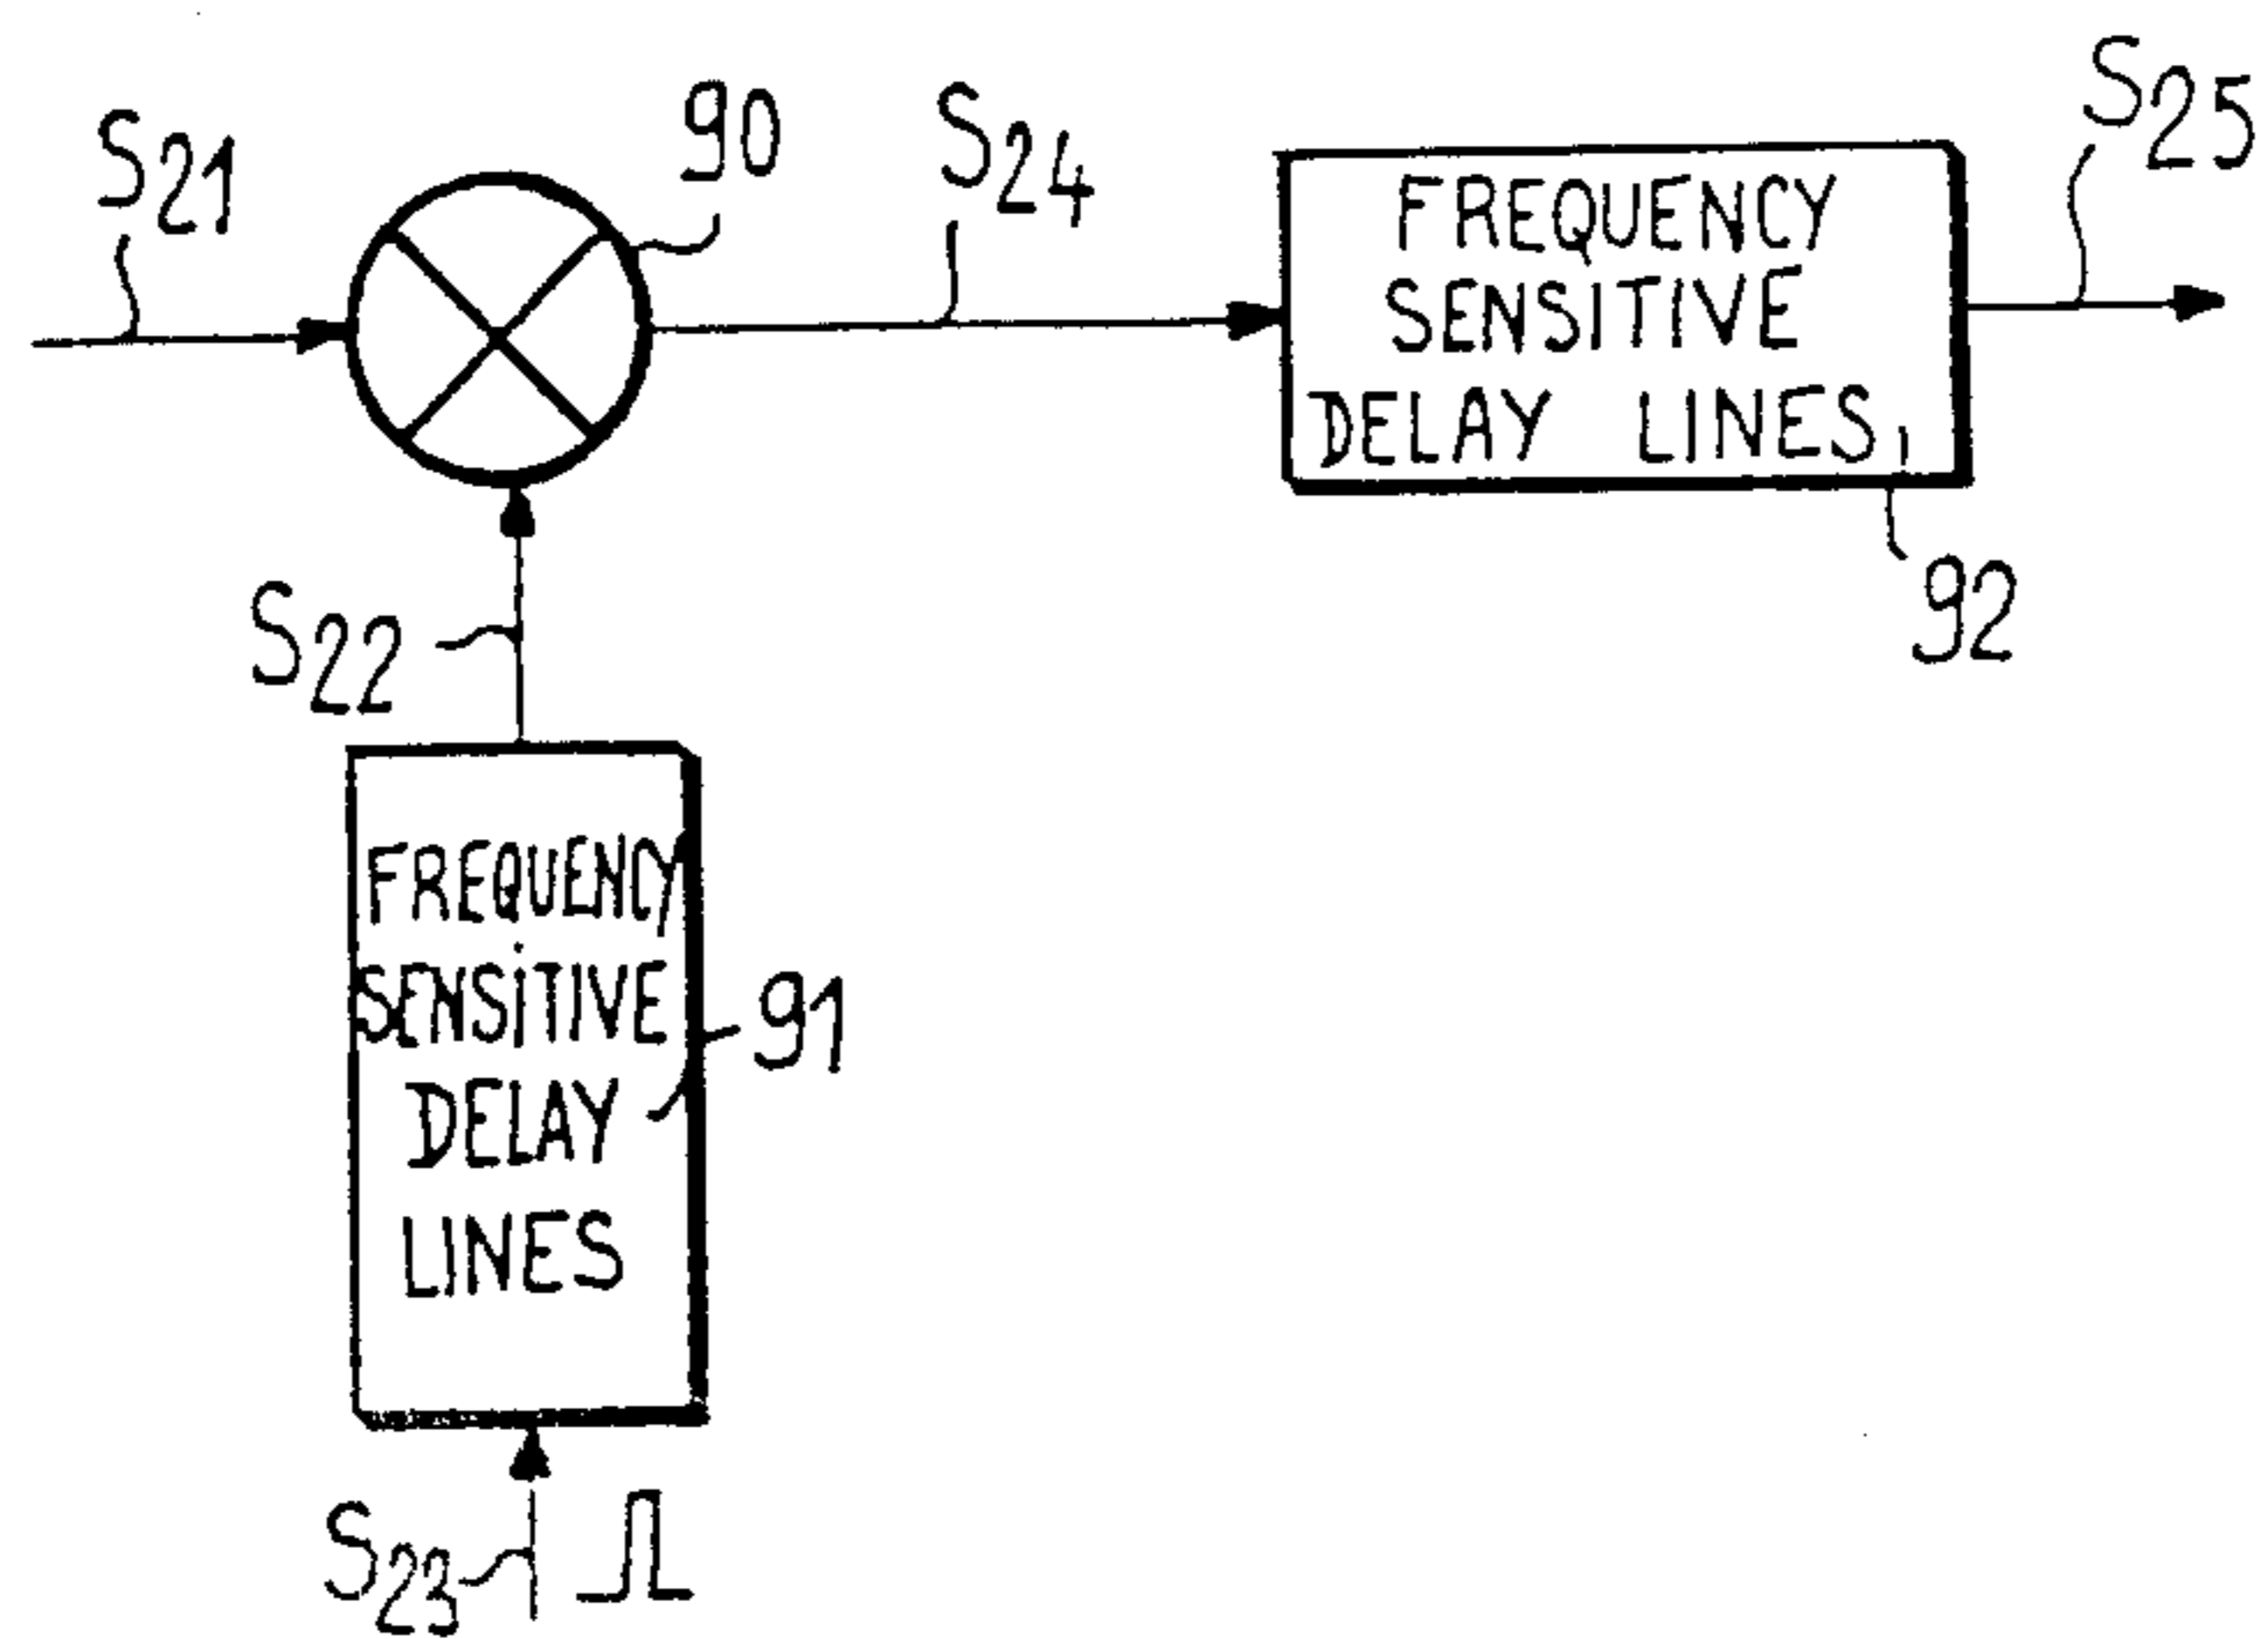 S21
90
S24
S25
FREQUENCY
SENSITIVE
DELAY LINES
92
S22
FREQUENCY
SENSITIVE
DELAY
LINES
91
S23